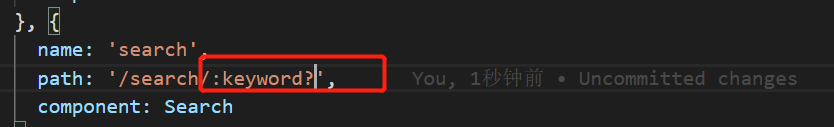 }, {
name: 'search',
path: '/search/:keyword?',    You, 1秒钟前 • Uncommitted changes
component: Search